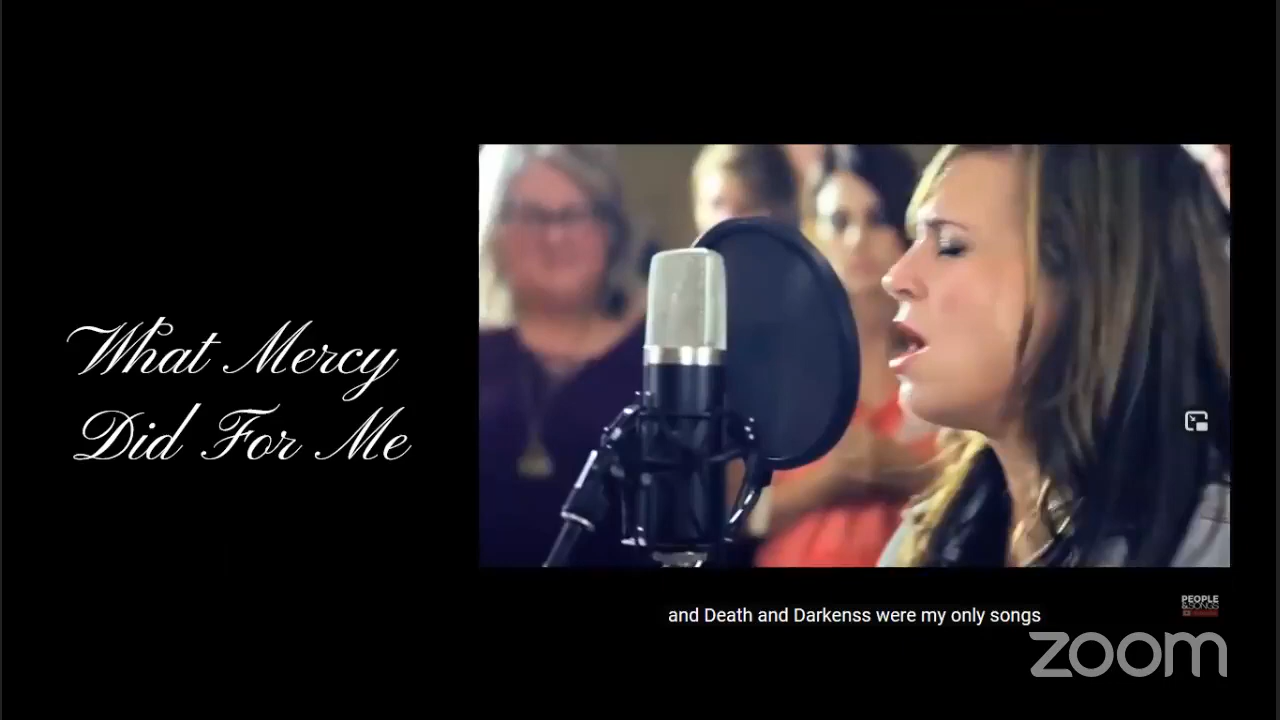 What Mercy
Did For Me
and Death and Darkenss were my only songs
PEOPLE
&SONGS
zoom